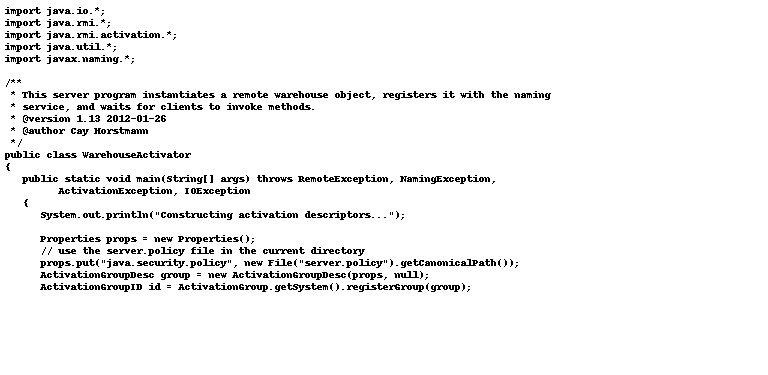 import java.io.*;
import java.rmi.*;
import java.rmi.activation.*;
import java.util.*;
import javax.naming.*;
/**
 * This server program instantiates a remote warehouse object, registers it with the naming
 * service, and waits for clients to invoke methods.
 * @version 1.13 2012-01-26
 * @author Cay Horstmann
 */
public class WarehouseActivator
{
   public static void main(String[] args) throws RemoteException, NamingException,
         ActivationException, IOException
   {
      System.out.println("Constructing activation descriptors...");
      Properties props = new Properties();
      // use the server.policy file in the current directory
      props.put("java.security.policy", new File("server.policy").getCanonicalPath());
      ActivationGroupDesc group = new ActivationGroupDesc(props, null);
      ActivationGroupID id = ActivationGroup.getSystem().registerGroup(group);